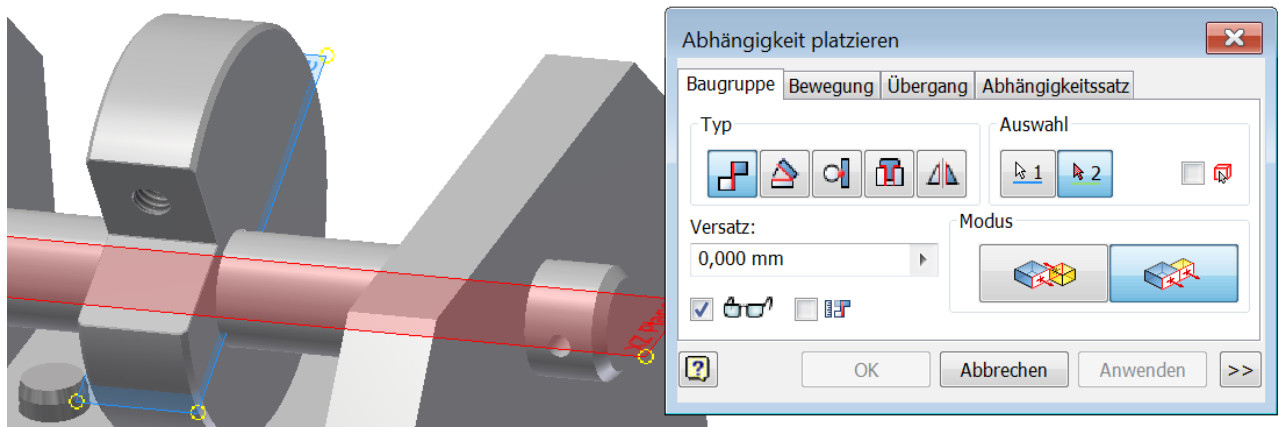 Abhängigkeit platzieren
Baugruppe Bewegung Übergang Abhängigkeitssatz
Typ
Auswahl
1 2
Versatz:
Modus
0,000 mm
OK Abbrechen Anwenden >>